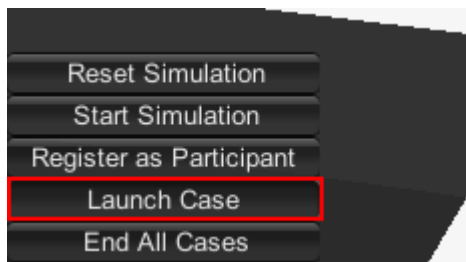 Reset Simulation
Start Simulation
Register as Participant
Launch Case
End All Cases